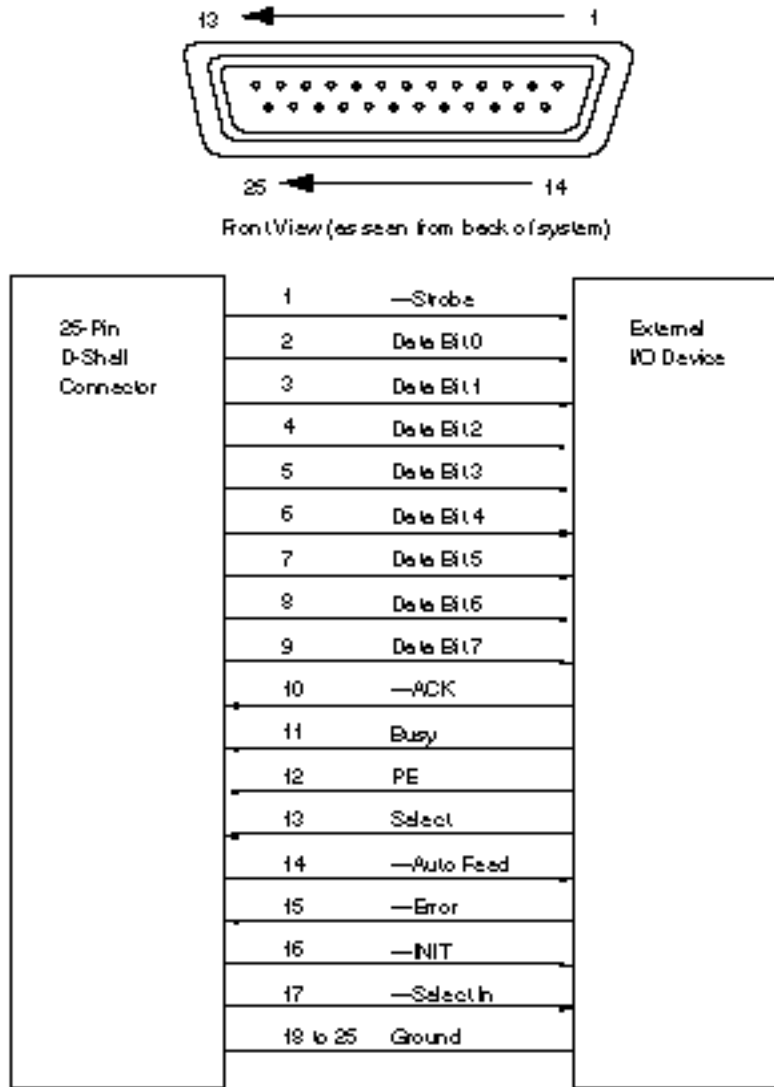 13 1
25 14
Front View (as seen from back of system)
25-Pin
D-Shell
Connector
External
I/O Device
1 —Strobe
2 Data Bit 0
3 Data Bit 1
4 Data Bit 2
5 Data Bit 3
6 Data Bit 4
7 Data Bit 5
8 Data Bit 6
9 Data Bit 7
10 —ACK
11 Busy
12 PE
13 Select
14 —Auto Feed
15 —Error
16 —INIT
17 —Select In
18 to 25 Ground